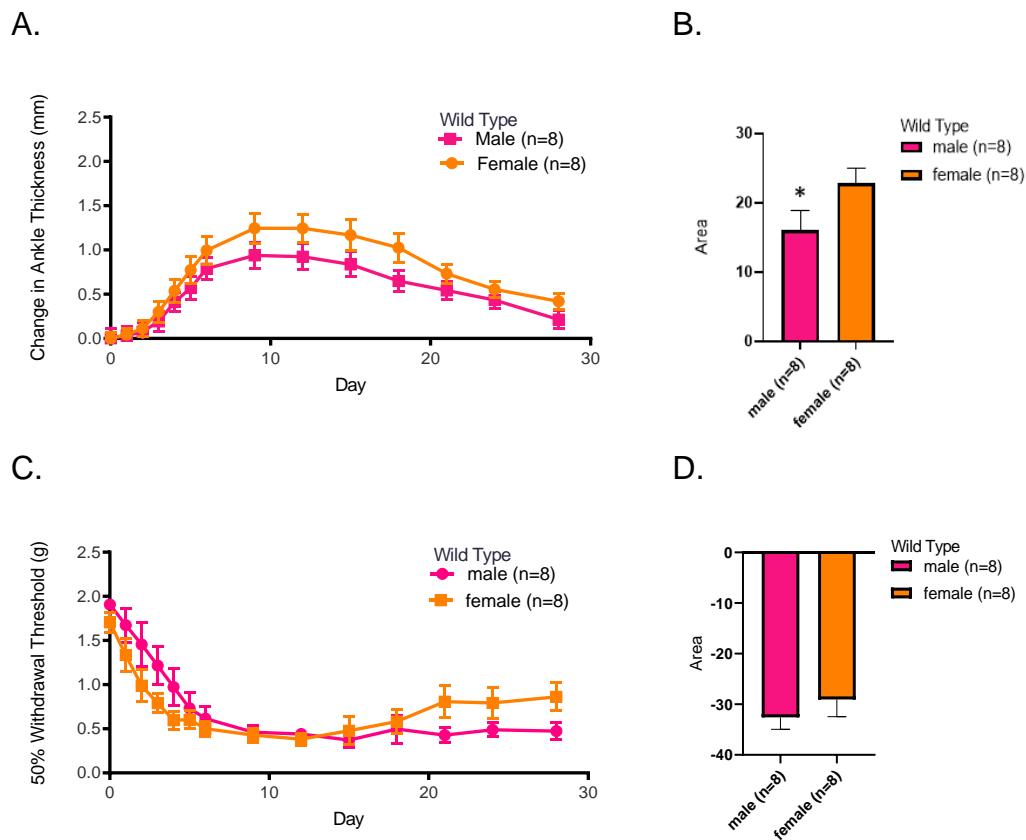 A.
Change in Ankle Thickness (mm)
2.5
2.0
1.5
1.0
0.5
0.0
0 10 20 30
Day
Wild Type
Male (n=8)
Female (n=8)
B.
Area
30
20
10
0
*
male (n=8)
female (n=8)
Wild Type
male (n=8)
female (n=8)
C.
50% Withdrawal Threshold (g)
2.5
2.0
1.5
1.0
0.5
0.0
0 10 20 30
Day
Wild Type
male (n=8)
female (n=8)
D.
Area
0
-10
-20
-30
-40
male (n=8)
female (n=8)
Wild Type
male (n=8)
female (n=8)